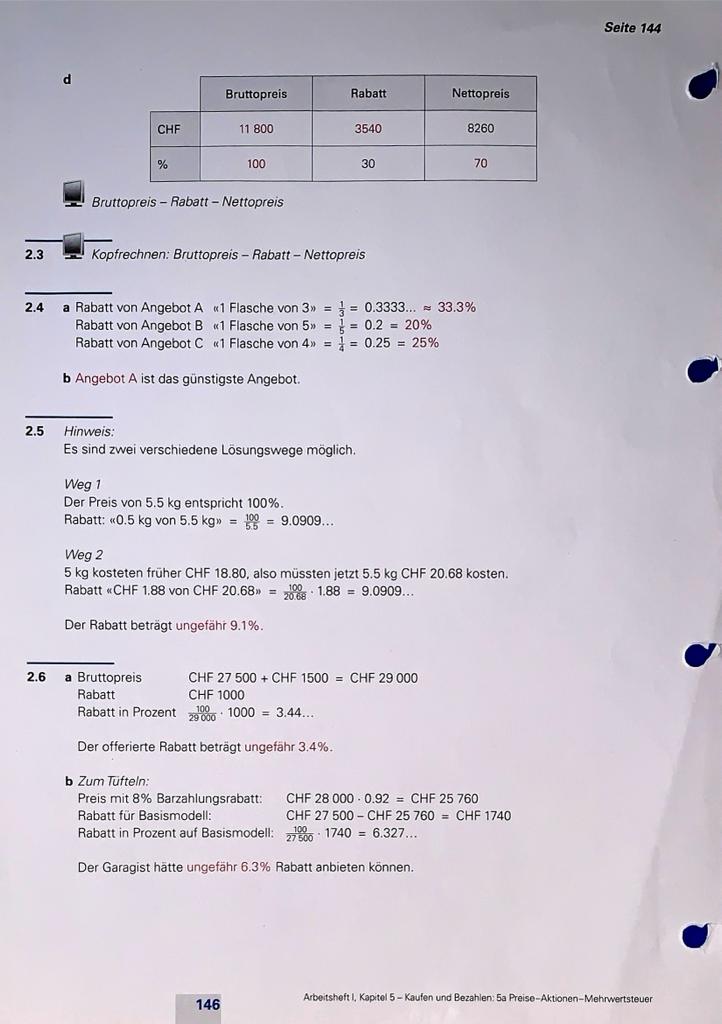 Seite 144
d
Bruttopreis Rabatt Nettopreis
CHF 11 800 3540 8260
% 100 30 70
Bruttopreis – Rabatt – Nettopreis
2.3 Kopfrechnen: Bruttopreis – Rabatt – Nettopreis
2.4 a Rabatt von Angebot A «1 Flasche von 3» = 1/3 = 0.3333... ≈ 33.3%
Rabatt von Angebot B «1 Flasche von 5» = 1/5 = 0.2 = 20%
Rabatt von Angebot C «1 Flasche von 4» = 1/4 = 0.25 = 25%
b Angebot A ist das günstigste Angebot.
2.5 Hinweis:
Es sind zwei verschiedene Lösungswege möglich.
Weg 1
Der Preis von 5.5 kg entspricht 100%.
Rabatt: «0.5 kg von 5.5 kg» = 100/5.5 = 9.0909...
Weg 2
5 kg kosteten früher CHF 18.80, also müssten jetzt 5.5 kg CHF 20.68 kosten.
Rabatt «CHF 1.88 von CHF 20.68» = 100/20.68 · 1.88 = 9.0909...
Der Rabatt beträgt ungefähr 9.1%.
2.6 a Bruttopreis CHF 27 500 + CHF 1500 = CHF 29 000
Rabatt CHF 1000
Rabatt in Prozent 100/29 000 · 1000 = 3.44...
Der offerierte Rabatt beträgt ungefähr 3.4%.
b Zum Tüfteln:
Preis mit 8% Barzahlungsrabatt: CHF 28 000 · 0.92 = CHF 25 760
Rabatt für Basismodell: CHF 27 500 – CHF 25 760 = CHF 1740
Rabatt in Prozent auf Basismodell: 100/27 500 · 1740 = 6.327...
Der Garagist hätte ungefähr 6.3% Rabatt anbieten können.
146 Arbeitsheft I, Kapitel 5 – Kaufen und Bezahlen: 5a Preise–Aktionen–Mehrwertsteuer